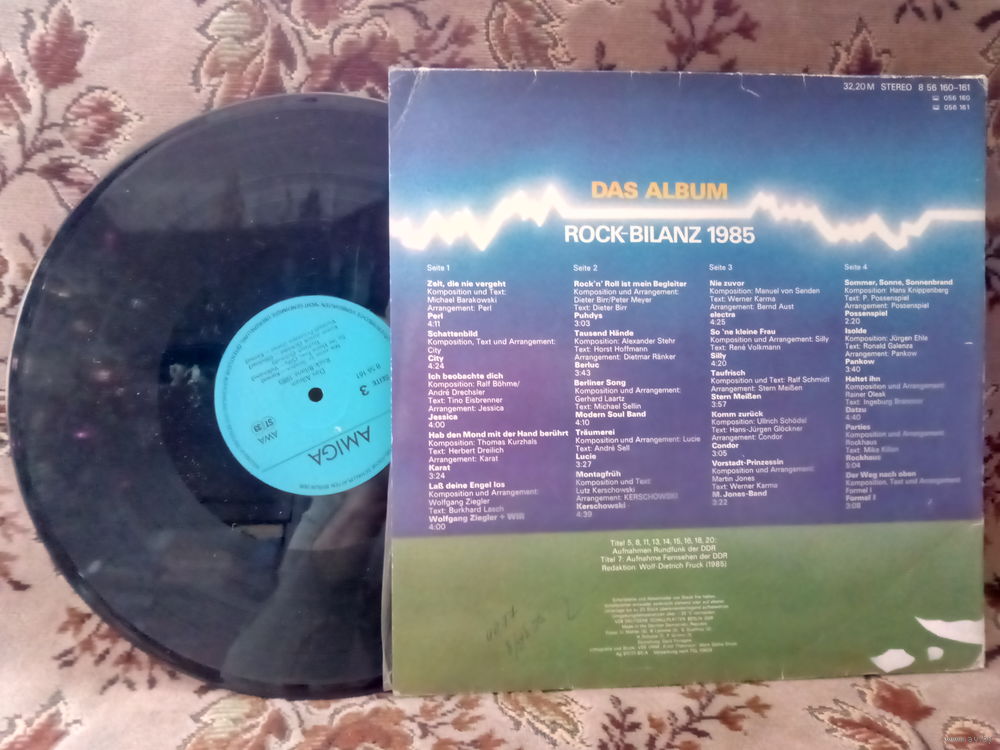 32,20 M STEREO 8 56 160-161
056 160
056 161
DAS ALBUM
ROCK-BILANZ 1985
Seite 1
Zeit, die nie vergeht
Komposition und Text:
Michael Barakowski
Arrangement: Perl
Perl
4:11
Schattenbild
Komposition, Text und Arrangement:
City
City
4:24
Ich beobachte dich
Komposition: Ralf Böhme/
André Drechsler
Text: Tino Eisbrenner
Arrangement: Jessica
Jessica
4:00
Hab den Mond mit der Hand berührt
Komposition: Thomas Kurzhals
Text: Herbert Dreilich
Arrangement: Karat
Karat
3:24
Laß deine Engel los
Komposition und Arrangement:
Wolfgang Ziegler
Text: Burkhard Lasch
Wolfgang Ziegler + WIR
4:00
Seite 2
Rock'n' Roll ist mein Begleiter
Komposition und Arrangement:
Dieter Birr/Peter Meyer
Text: Dieter Birr
Puhdys
3:03
Tausend Hände
Komposition: Alexander Stehr
Text: Horst Hoffmann
Arrangement: Dietmar Ränker
Berluc
3:43
Berliner Song
Komposition und Arrangement:
Gerhard Laartz
Text: Michael Sellin
Modern Soul Band
4:10
Träumerei
Komposition und Arrangement: Lucie
Text: André Sell
Lucie
3:27
Montagfrüh
Komposition und Text:
Lutz Kerschowski
Arrangement: KERSCHOWSKI
Kerschowski
4:39
Seite 3
Nie zuvor
Komposition: Manuel von Senden
Text: Werner Karma
Arrangement: Bernd Aust
electra
4:25
So 'ne kleine Frau
Komposition und Arrangement: Silly
Text: René Volkmann
Silly
4:20
Taufrisch
Komposition und Text: Ralf Schmidt
Arrangement: Stern Meißen
Stern Meißen
3:57
Komm zurück
Komposition: Ullrich Schödel
Text: Hans-Jürgen Glöckner
Arrangement: Condor
Condor
3:05
Vorstadt-Prinzessin
Komposition und Arrangement:
Martin Jones
Text: Werner Karma
M. Jones-Band
3:22
Seite 4
Sommer, Sonne, Sonnenbrand
Komposition: Hans Knippenberg
Text: P. Possenspiel
Arrangement: Possenspiel
Possenspiel
2:20
Isolde
Komposition: Jürgen Ehle
Text: Ronald Galenza
Arrangement: Pankow
Pankow
3:40
Haltet ihn
Komposition und Arrangement:
Rainer Oleak
Text: Ingeburg Branoner
Datzu
4:40
Parties
Komposition und Arrangement:
Rockhaus
Text: Mike Kilian
Rockhaus
5:04
Der Weg nach oben
Komposition, Text und Arrangement:
Formel I
Formel I
3:08
Titel 5, 8, 11, 13, 14, 15, 16, 18, 20:
Aufnahmen Rundfunk der DDR
Titel 7: Aufnahme Fernsehen der DDR
Redaktion: Wolf-Dietrich Fruck (1985)
VEB DEUTSCHE SCHALLPLATTEN BERLIN DDR
AMIGA
SEITE
3
8 56 161
Das Album
Rock Bilanz 1985
ST 33
AWA